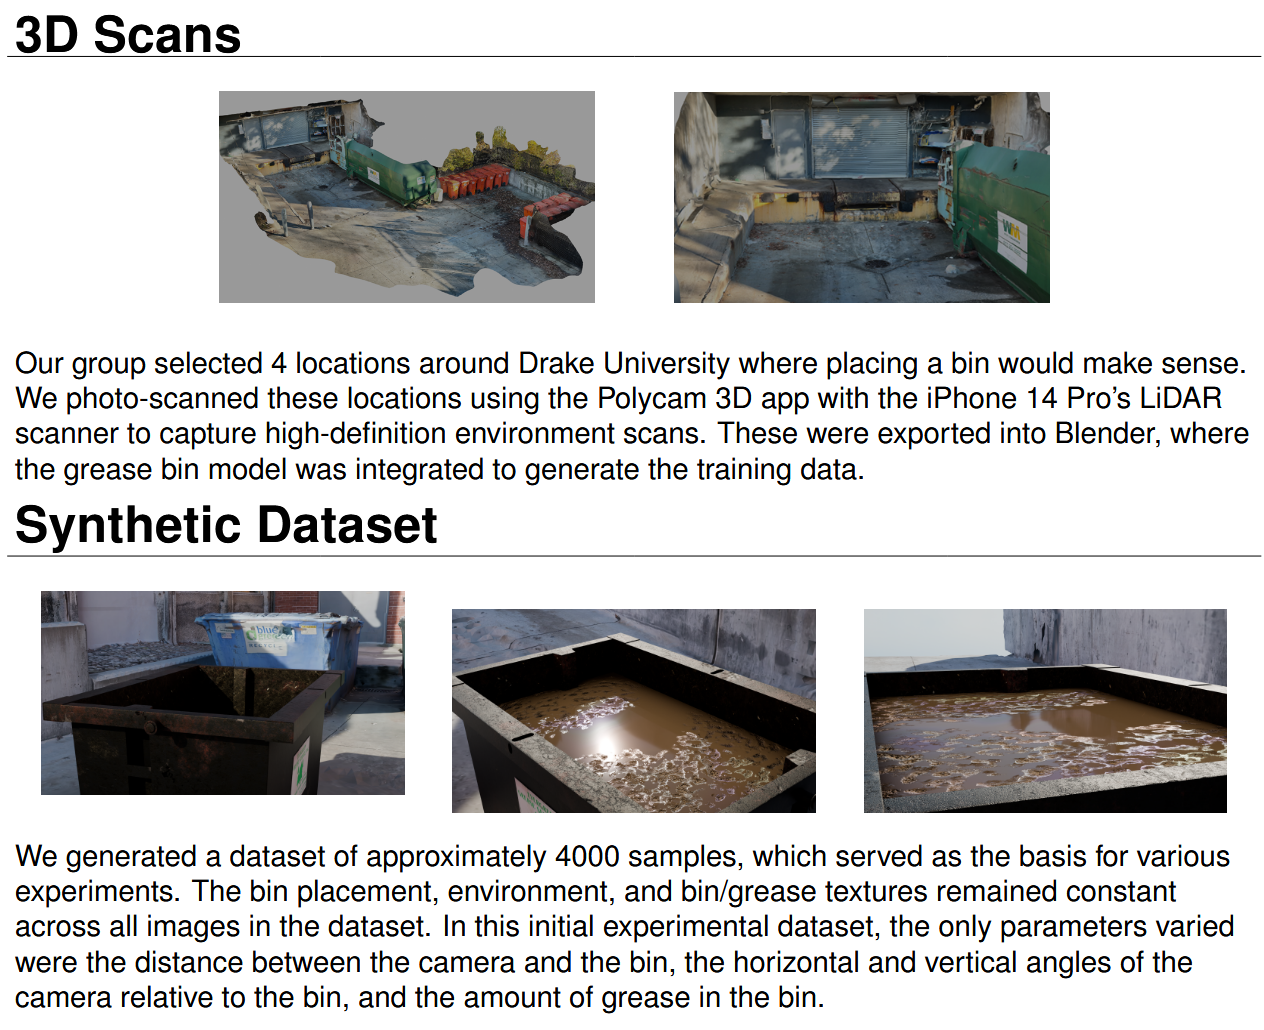 3D Scans
WM
Our group selected 4 locations around Drake University where placing a bin would make sense.
We photo-scanned these locations using the Polycam 3D app with the iPhone 14 Pro’s LiDAR
scanner to capture high-definition environment scans. These were exported into Blender, where
the grease bin model was integrated to generate the training data.
Synthetic Dataset
blue
We generated a dataset of approximately 4000 samples, which served as the basis for various
experiments. The bin placement, environment, and bin/grease textures remained constant
across all images in the dataset. In this initial experimental dataset, the only parameters varied
were the distance between the camera and the bin, the horizontal and vertical angles of the
camera relative to the bin, and the amount of grease in the bin.